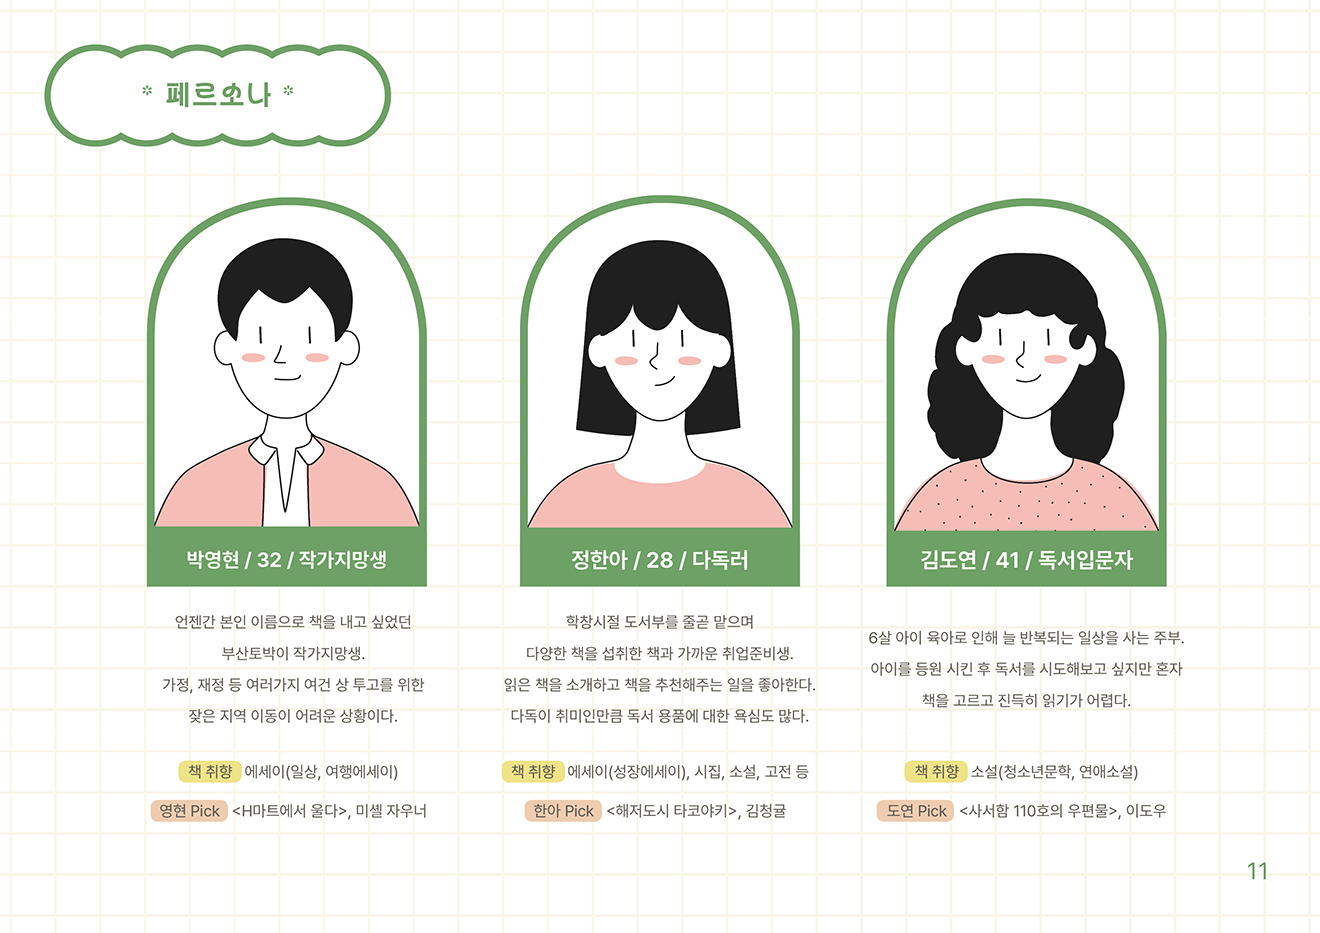 * 페르소나 *
박영현 / 32 / 작가지망생
언젠간 본인 이름으로 책을 내고 싶었던
부산토박이 작가지망생.
가정, 재정 등 여러가지 여건 상 투고를 위한
잦은 지역 이동이 어려운 상황이다.
책 취향 에세이(일상, 여행에세이)
영현 Pick <H마트에서 울다>, 미셸 자우너
정한아 / 28 / 다독러
학창시절 도서부를 줄곧 맡으며
다양한 책을 섭취한 책과 가까운 취업준비생.
읽은 책을 소개하고 책을 추천해주는 일을 좋아한다.
다독이 취미인만큼 독서 용품에 대한 욕심도 많다.
책 취향 에세이(성장에세이), 시집, 소설, 고전 등
한아 Pick <해저도시 타코야키>, 김청귤
김도연 / 41 / 독서입문자
6살 아이 육아로 인해 늘 반복되는 일상을 사는 주부.
아이를 등원 시킨 후 독서를 시도해보고 싶지만 혼자
책을 고르고 진득히 읽기가 어렵다.
책 취향 소설(청소년문학, 연애소설)
도연 Pick <사서함 110호의 우편물>, 이도우
11